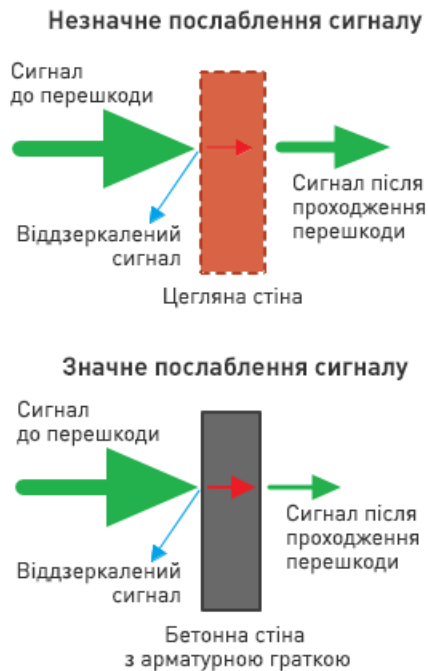 Незначне послаблення сигналу
Сигнал
до перешкоди
Віддзеркалений
сигнал
Сигнал після
проходження
перешкоди
Цегляна стіна
Значне послаблення сигналу
Сигнал
до перешкоди
Віддзеркалений
сигнал
Сигнал після
проходження
перешкоди
Бетонна стіна
з арматурною граткою